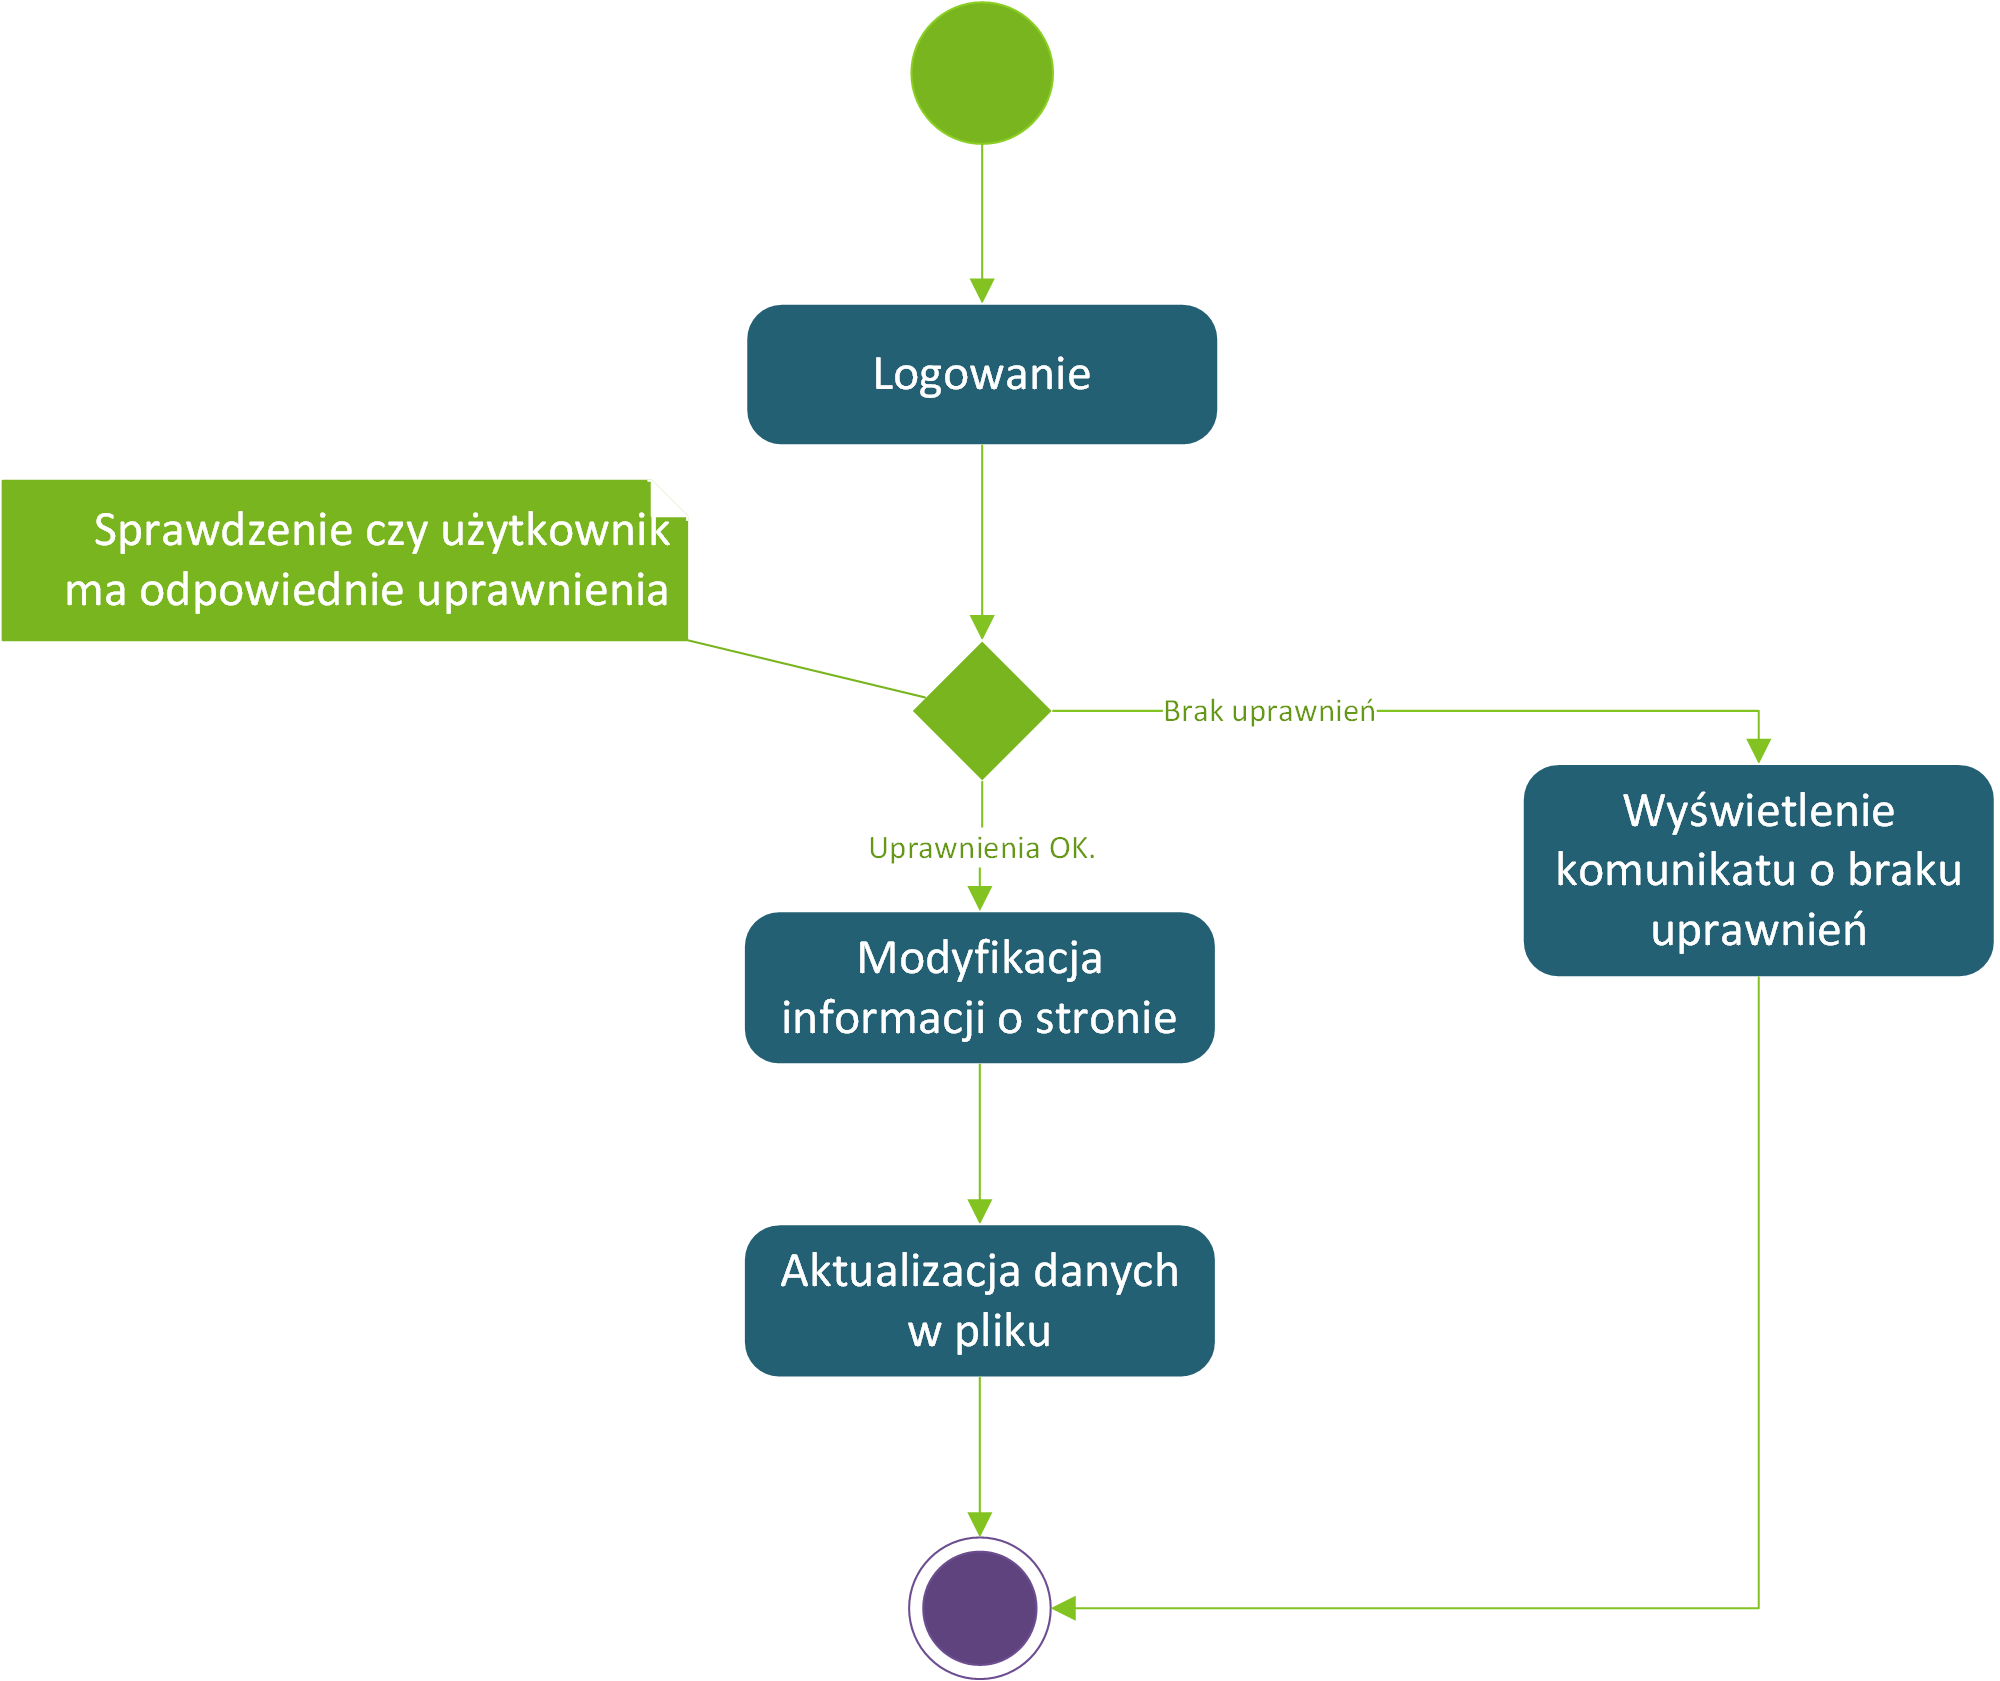 Logowanie
Sprawdzenie czy użytkownik
ma odpowiednie uprawnienia
Brak uprawnień
Uprawnienia OK.
Wyświetlenie
komunikatu o braku
uprawnień
Modyfikacja
informacji o stronie
Aktualizacja danych
w pliku